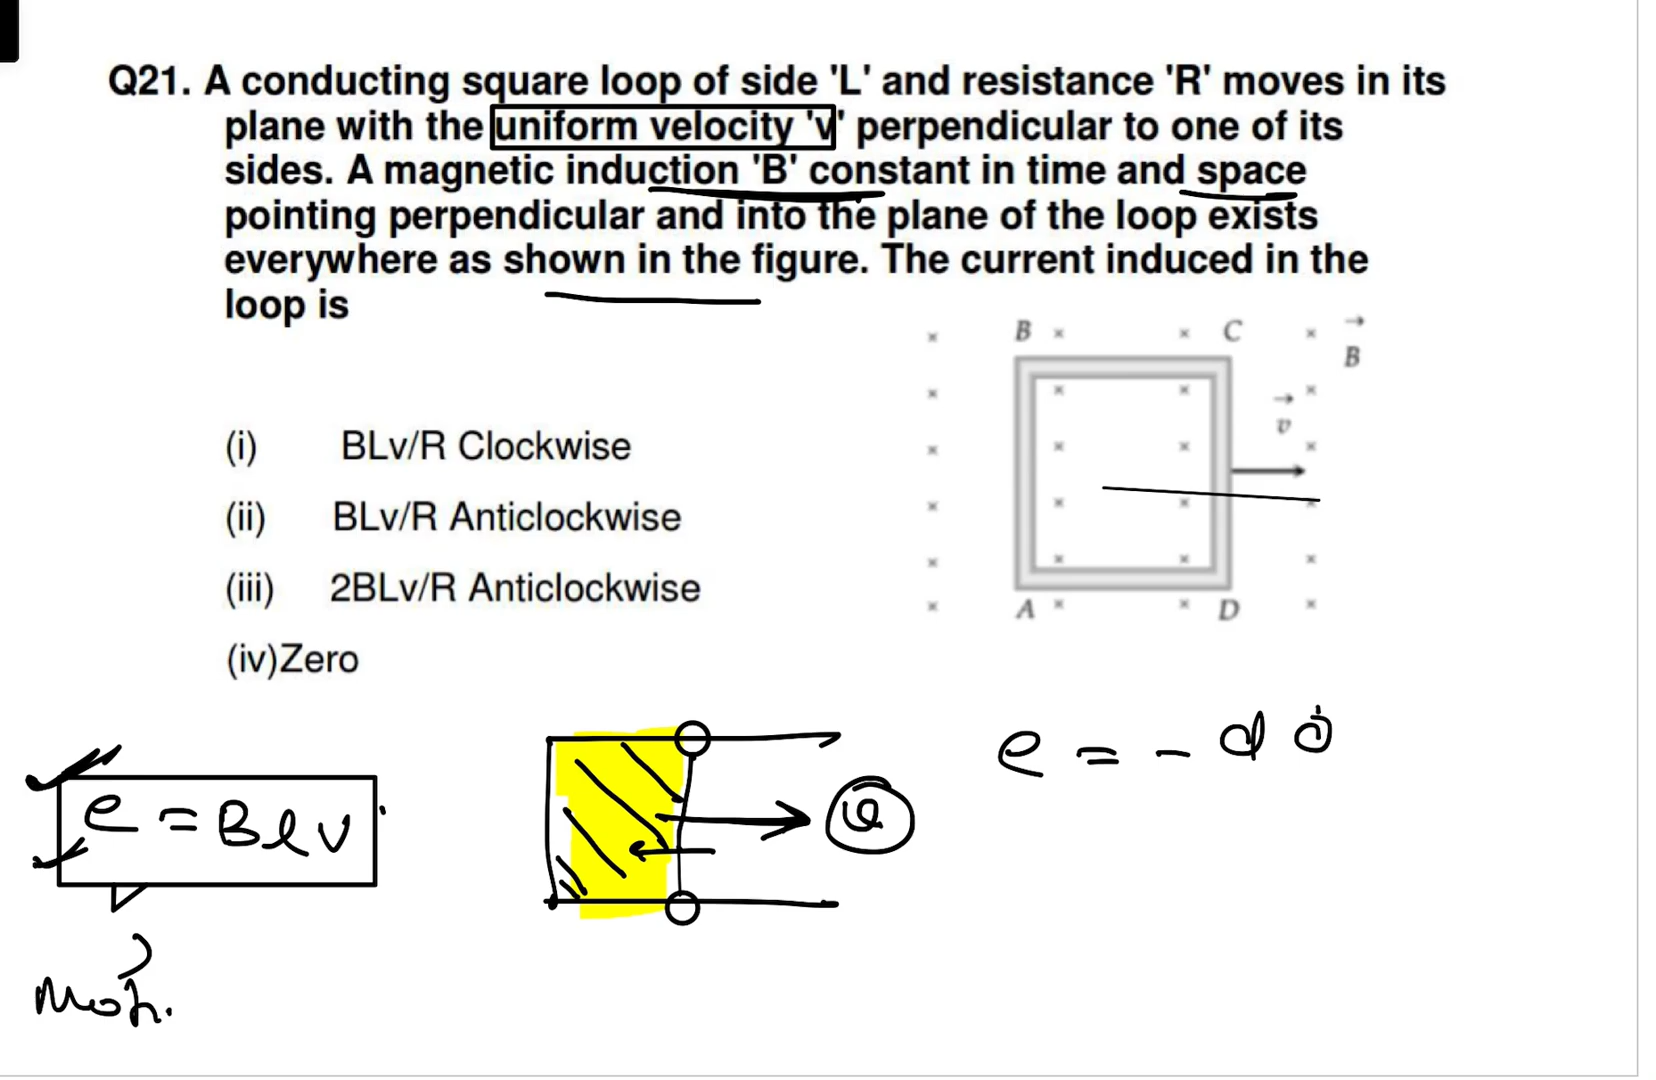 Q21. A conducting square loop of side 'L' and resistance 'R' moves in its
plane with the uniform velocity 'v' perpendicular to one of its
sides. A magnetic induction 'B' constant in time and space
pointing perpendicular and into the plane of the loop exists
everywhere as shown in the figure. The current induced in the
loop is
B C
B
v
A D
(i) BLv/R Clockwise
(ii) BLv/R Anticlockwise
(iii) 2BLv/R Anticlockwise
(iv)Zero
e = Blv
e = - d